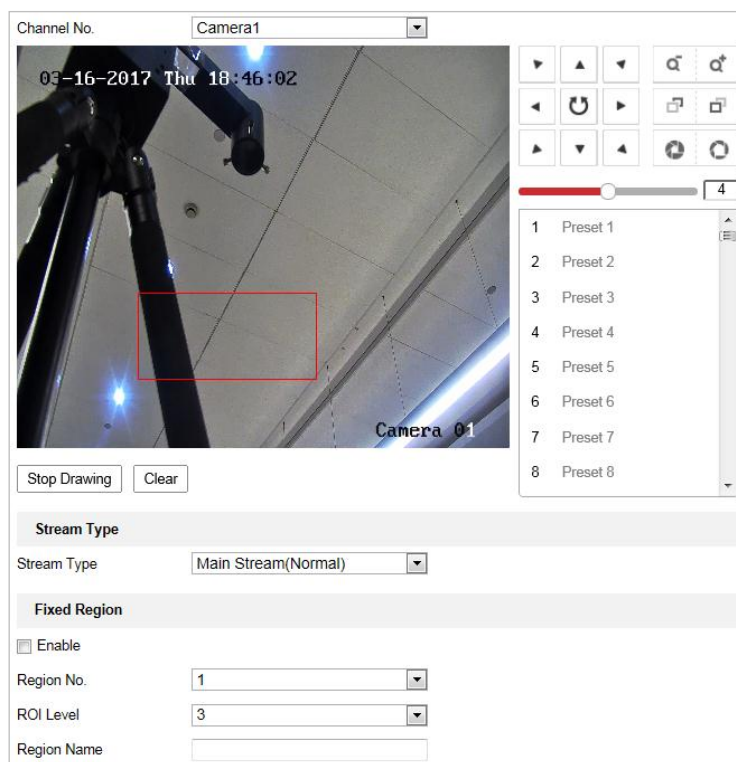 Channel No. Camera1
03-16-2017 Thu 18:46:02
Camera 01
4
1 Preset 1
2 Preset 2
3 Preset 3
4 Preset 4
5 Preset 5
6 Preset 6
7 Preset 7
8 Preset 8
Stop Drawing Clear
Stream Type
Stream Type Main Stream(Normal)
Fixed Region
Enable
Region No. 1
ROI Level 3
Region Name